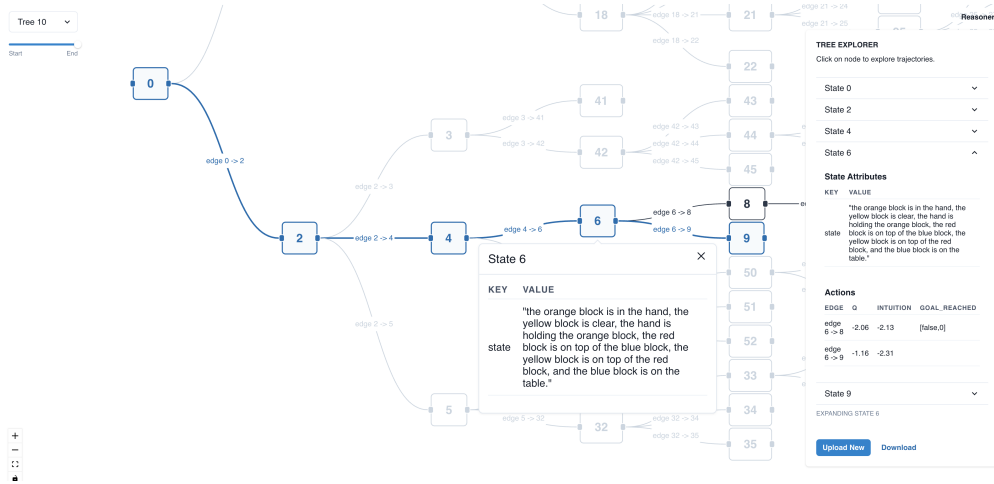 Tree 10
Start End
0
edge 0 -> 2
2
edge 2 -> 3
edge 2 -> 4
edge 2 -> 5
3
4
5
edge 3 -> 41
edge 3 -> 42
edge 4 -> 6
edge 5 -> 32
18
41
42
6
32
edge 18 -> 21
edge 18 -> 22
edge 42 -> 43
edge 42 -> 44
edge 42 -> 45
edge 6 -> 8
edge 6 -> 9
edge 32 -> 34
edge 32 -> 35
21
22
43
44
45
8
9
50
51
52
33
34
35
edge 21 -> 25
State 6
KEY VALUE
state
"the orange block is in the hand, the
yellow block is clear, the hand is
holding the orange block, the red
block is on top of the blue block, the
yellow block is on top of the red
block, and the blue block is on the
table."
Reasoner
TREE EXPLORER
Click on node to explore trajectories.
State 0
State 2
State 4
State 6
State Attributes
KEY VALUE
state
"the orange block is in the hand, the
yellow block is clear, the hand is
holding the orange block, the red
block is on top of the blue block, the
yellow block is on top of the red
block, and the blue block is on the
table."
Actions
EDGE Q INTUITION GOAL_REACHED
edge
6 -> 8 -2.06 -2.13 [false,0]
edge
6 -> 9 -1.16 -2.31
State 9
EXPANDING STATE 6
Upload New Download